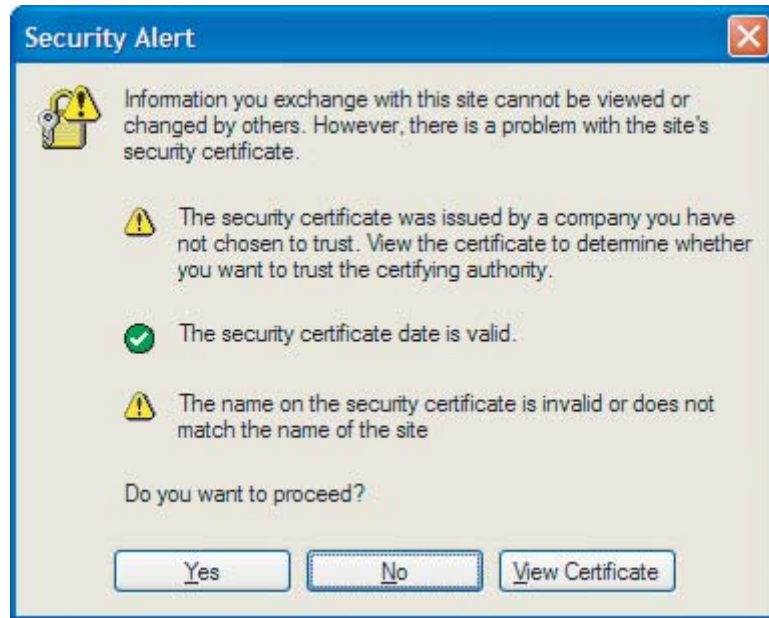 Security Alert
Information you exchange with this site cannot be viewed or
changed by others. However, there is a problem with the site's
security certificate.
The security certificate was issued by a company you have
not chosen to trust. View the certificate to determine whether
you want to trust the certifying authority.
The security certificate date is valid.
The name on the security certificate is invalid or does not
match the name of the site
Do you want to proceed?
Yes No View Certificate